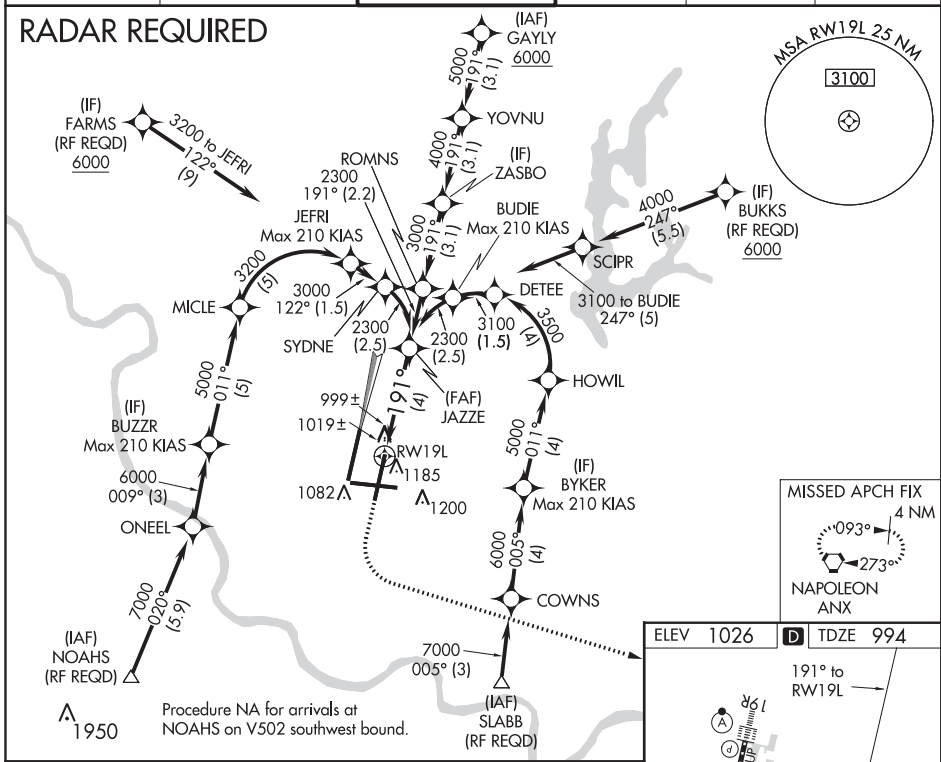 RADAR REQUIRED
(IAF)
GAYLY
6000
5000
191°
(3.1)
MSA RW19L 25 NM
3100
(IF)
FARMS
(RF REQD)
6000
3200 to JEFRI
122°
(9)
YOVNU
4000
191°
(3.1)
ROMNS
2300
191° (2.2)
(IF)
ZASBO
3000
191°
(3.1)
BUDIE
Max 210 KIAS
4000
247°
(5.5)
(IF)
BUKKS
(RF REQD)
6000
JEFRI
Max 210 KIAS
SCIPR
3200
(5)
DETEE
3100 to BUDIE
247° (5)
MICLE
3000
122° (1.5)
SYDNE
2300
(2.5)
2300
(2.5)
3100
(1.5)
3500
(4)
5000
011°
(5)
191°
(4)
(FAF)
JAZZE
HOWIL
999±
1019±
RW19L
1185
1082
1200
(IF)
BUZZR
Max 210 KIAS
5000
011°
(4)
(IF)
BYKER
Max 210 KIAS
6000
009° (3)
ONEEL
6000
005°
(4)
COWNS
MISSED APCH FIX
4 NM
093°
273°
NAPOLEON
ANX
7000
020°
(5.9)
(IAF)
NOAHS
(RF REQD)
7000
005° (3)
(IAF)
SLABB
(RF REQD)
1950
Procedure NA for arrivals at
NOAHS on V502 southwest bound.
ELEV 1026 D TDZE 994
191° to
RW19L
19R
A
P
UP